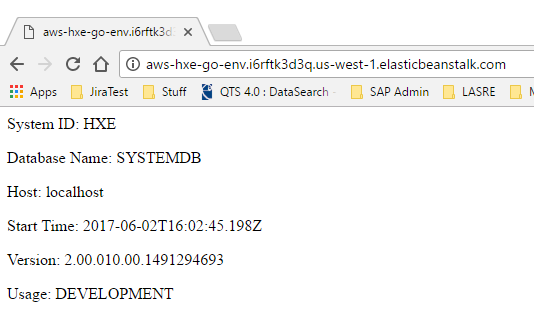 aws-hxe-go-env.i6rftk3d3
aws-hxe-go-env.i6rftk3d3q.us-west-1.elasticbeanstalk.com
Apps JiraTest Stuff QTS 4.0 : DataSearch SAP Admin LASRE
System ID: HXE
Database Name: SYSTEMDB
Host: localhost
Start Time: 2017-06-02T16:02:45.198Z
Version: 2.00.010.00.1491294693
Usage: DEVELOPMENT